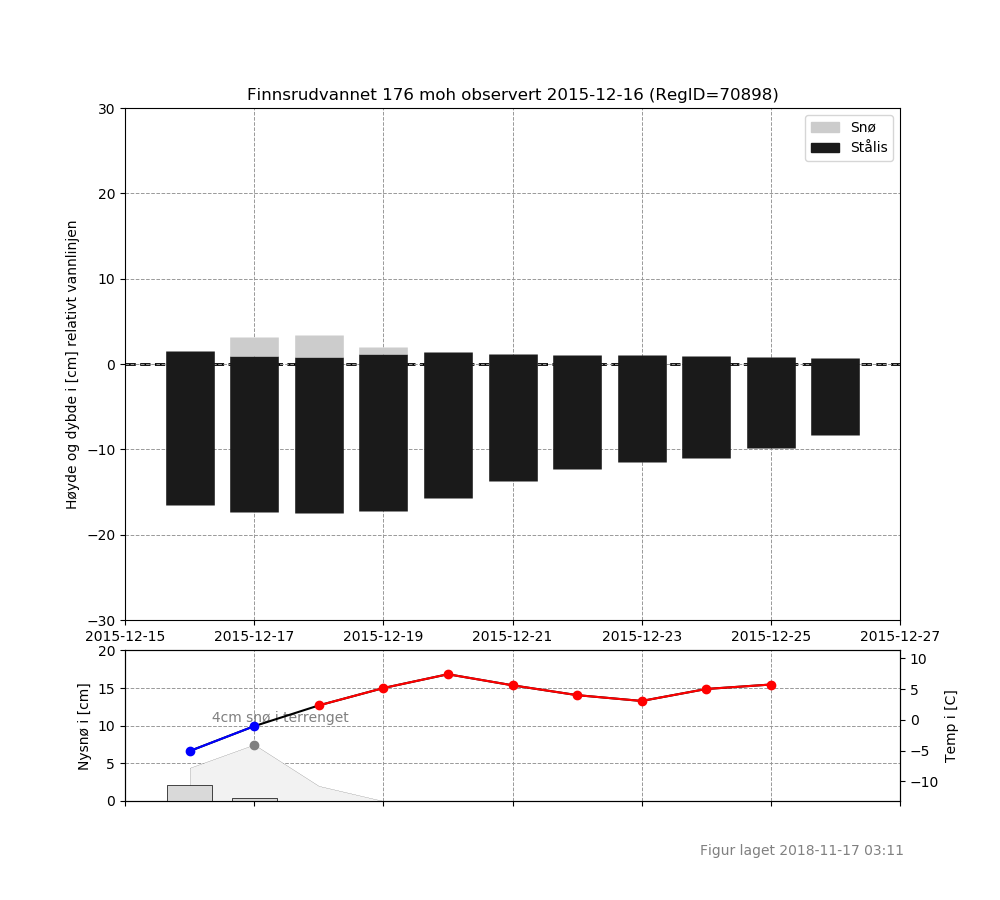 Finnsrudvannet 176 moh observert 2015-12-16 (RegID=70898)
Snø
Stålis
Høyde og dybde i [cm] relativt vannlinjen
30
20
10
0
−10
−20
−30
2015-12-15 2015-12-17 2015-12-19 2015-12-21 2015-12-23 2015-12-25 2015-12-27
Nysnø i [cm]
20
15
10
5
0
4cm snø i terrenget
10
5
0
−5
−10
Temp i [C]
Figur laget 2018-11-17 03:11